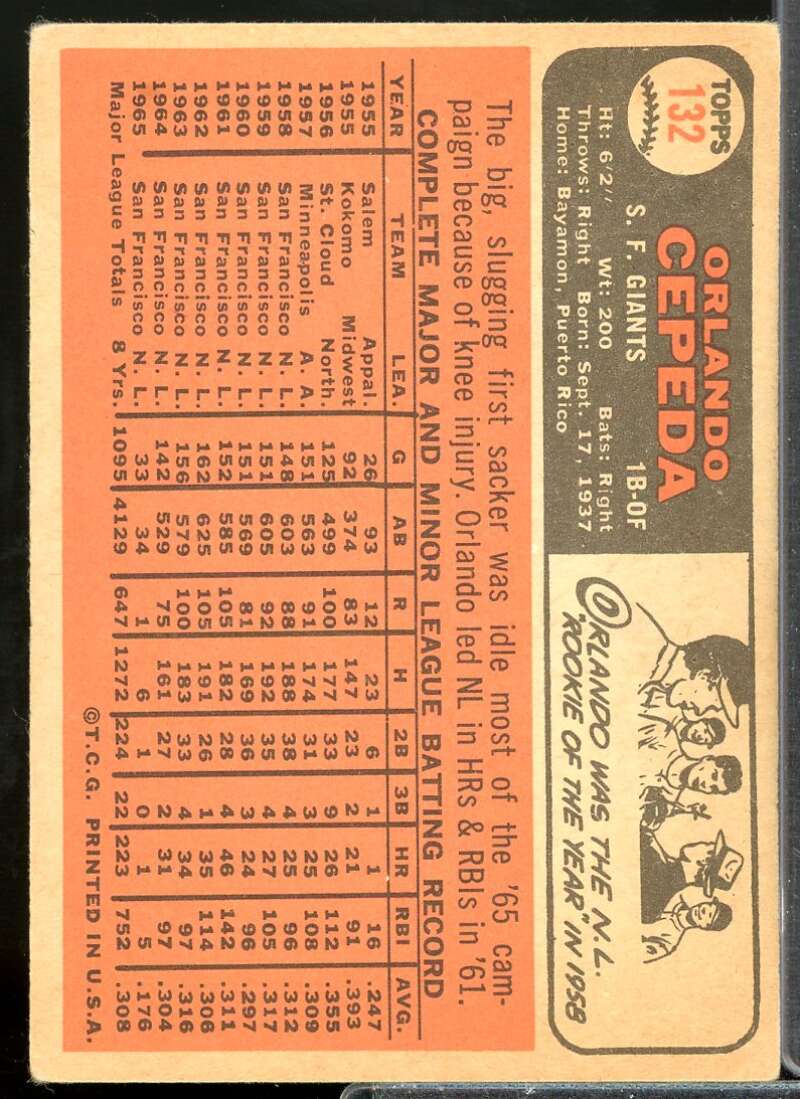 TOPPS
132
ORLANDO
CEPEDA
S. F. GIANTS 1B-OF
Ht: 6'2" Wt: 200 Bats: Right
Throws: Right Born: Sept. 17, 1937
Home: Bayamon, Puerto Rico
ORLANDO WAS THE N.L.
"ROOKIE OF THE YEAR" IN 1958
The big, slugging first sacker was idle most of the '65 cam-
paign because of knee injury. Orlando led NL in HRs & RBIs in '61.
COMPLETE MAJOR AND MINOR LEAGUE BATTING RECORD
YEAR TEAM LEA. G AB R H 2B 3B HR RBI AVG.
1955 Salem Appal. 26 93 12 23 6 1 1 16 .247
1955 Kokomo Midwest 92 374 83 147 23 2 21 91 .393
1956 St. Cloud North. 125 499 100 177 33 9 26 112 .355
1957 Minneapolis A. A. 151 563 91 174 31 3 25 108 .309
1958 San Francisco N. L. 148 603 88 188 38 4 25 96 .312
1959 San Francisco N. L. 151 605 92 192 35 4 27 105 .317
1960 San Francisco N. L. 151 569 81 169 36 3 24 96 .297
1961 San Francisco N. L. 152 585 105 182 28 4 46 142 .311
1962 San Francisco N. L. 162 625 105 191 26 1 35 114 .306
1963 San Francisco N. L. 156 579 100 183 33 4 34 97 .316
1964 San Francisco N. L. 142 529 75 161 27 2 31 97 .304
1965 San Francisco N. L. 33 34 1 6 1 0 1 5 .176
Major League Totals 8 Yrs. 1095 4129 647 1272 224 22 223 752 .308
©T.C.G. PRINTED IN U.S.A.